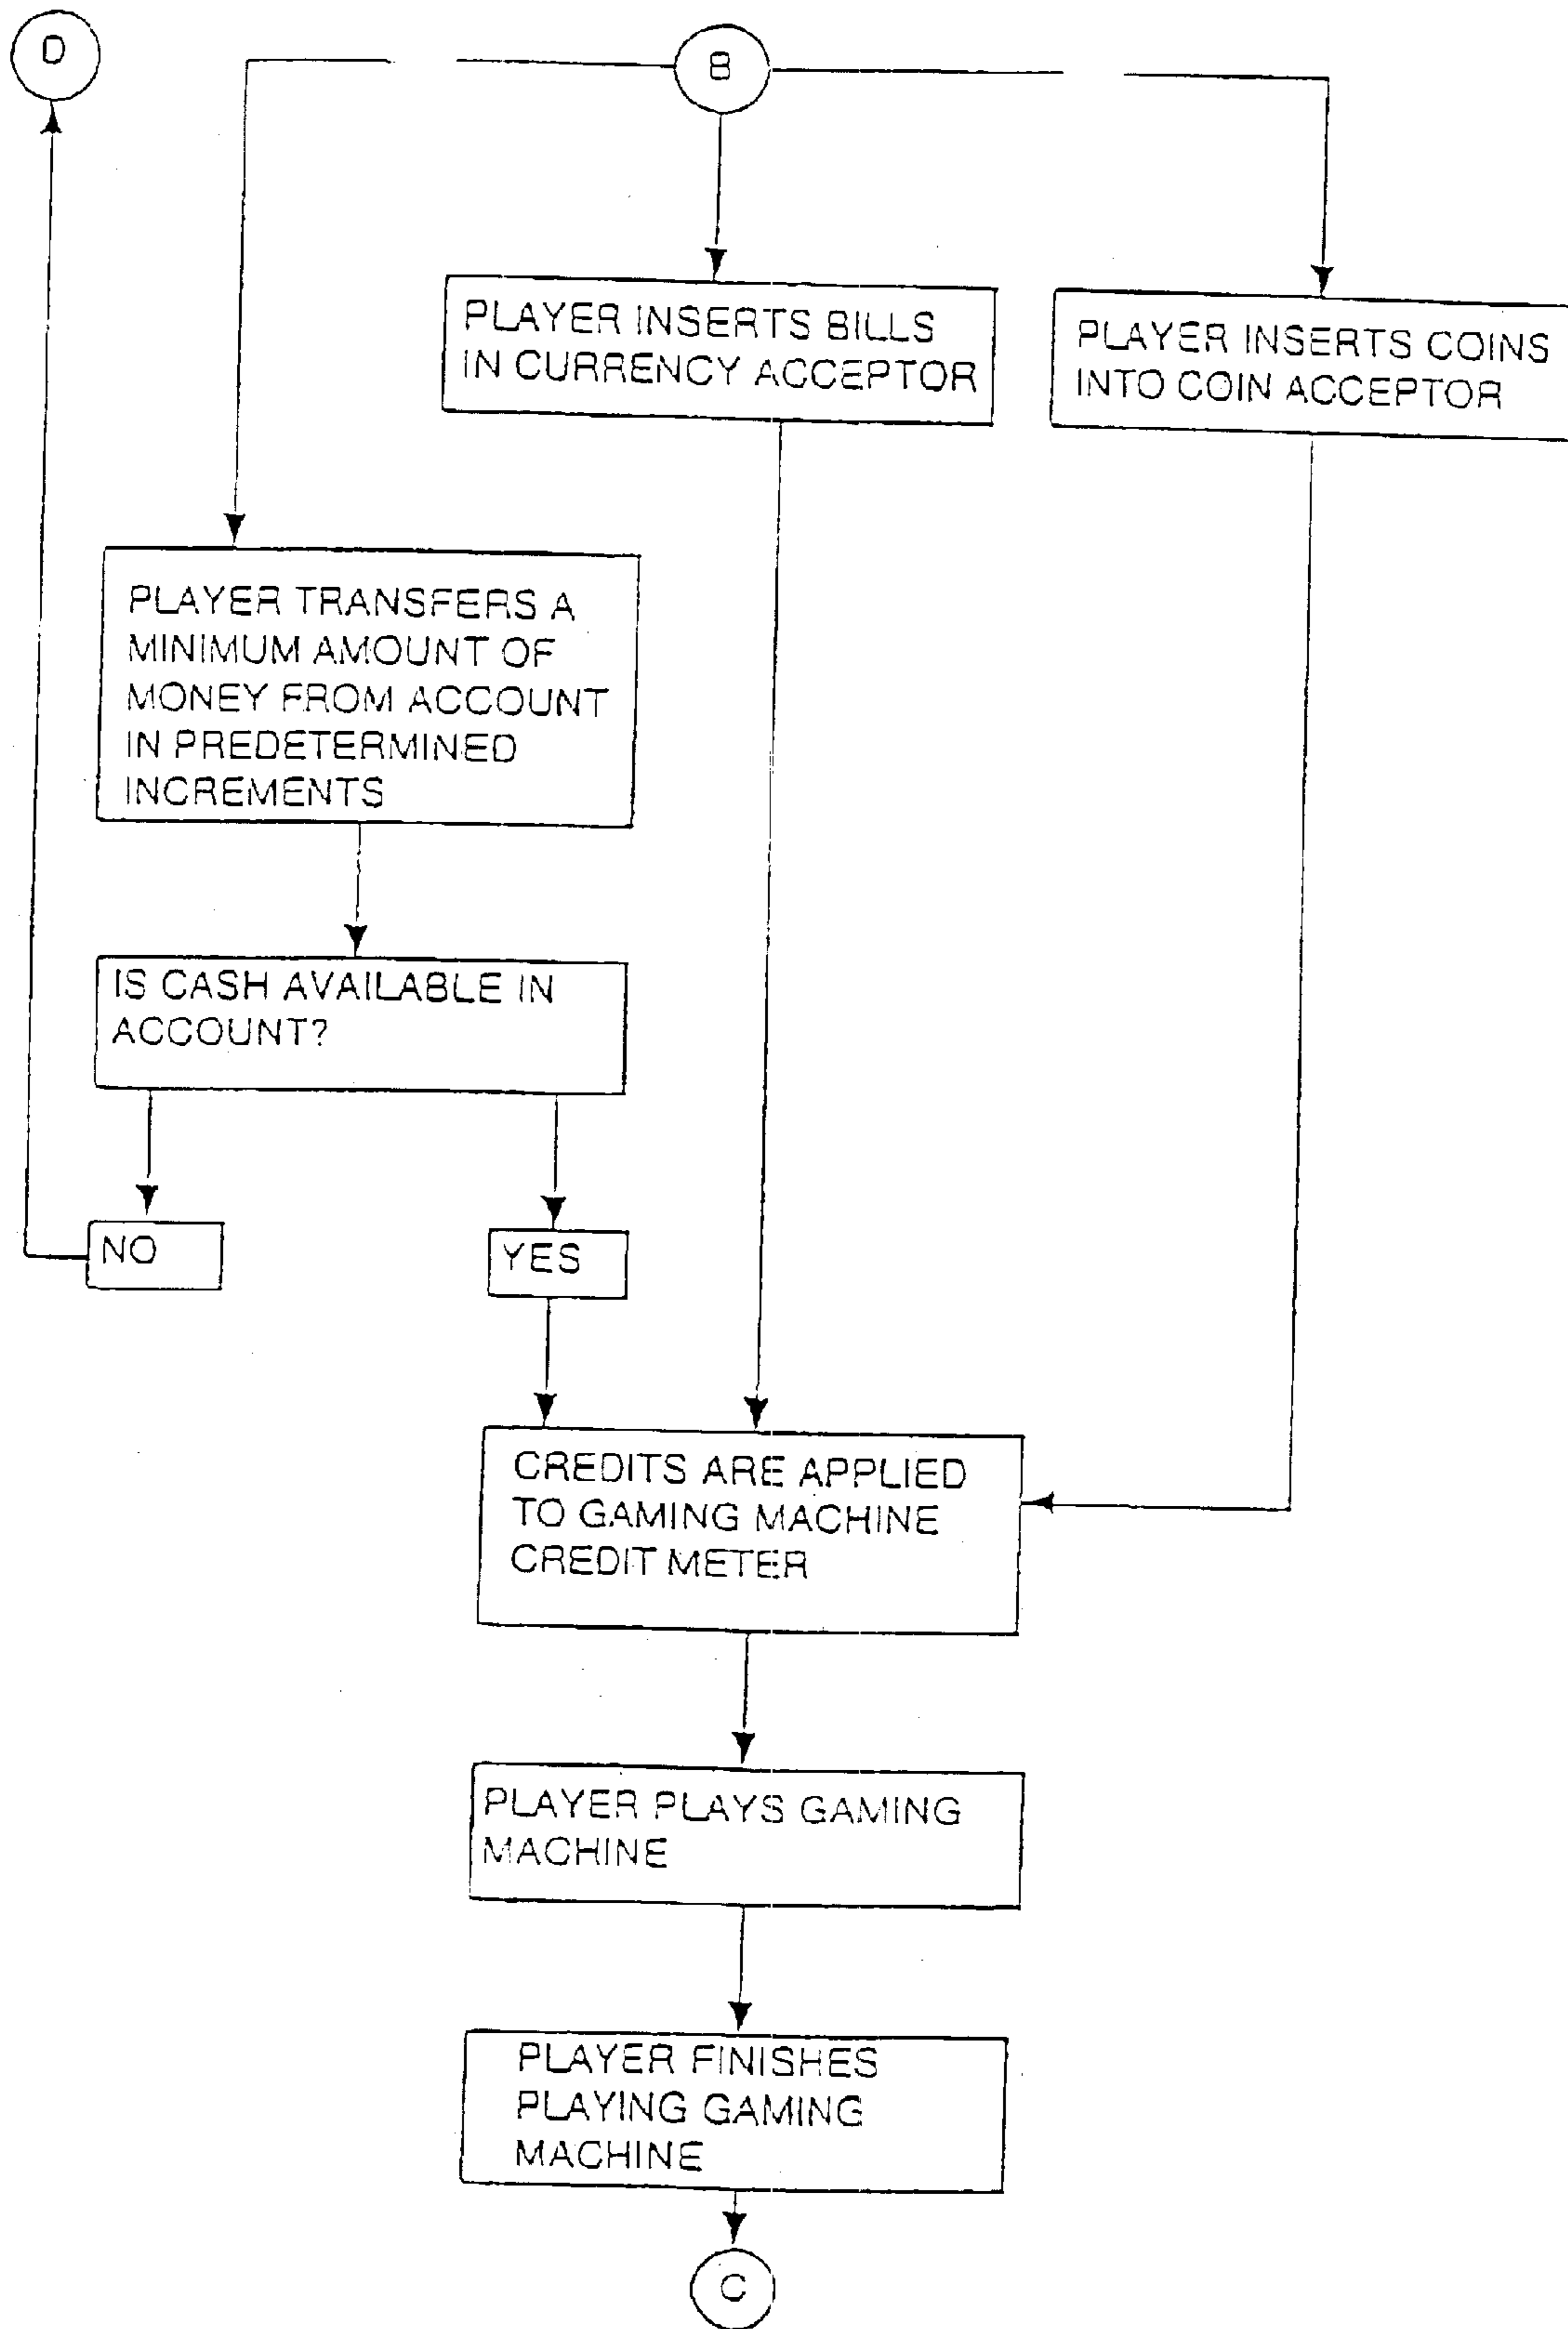 D
B
PLAYER INSERTS BILLS
IN CURRENCY ACCEPTOR
PLAYER INSERTS COINS
INTO COIN ACCEPTOR
PLAYER TRANSFERS A
MINIMUM AMOUNT OF
MONEY FROM ACCOUNT
IN PREDETERMINED
INCREMENTS
IS CASH AVAILABLE IN
ACCOUNT?
NO
YES
CREDITS ARE APPLIED
TO GAMING MACHINE
CREDIT METER
PLAYER PLAYS GAMING
MACHINE
PLAYER FINISHES
PLAYING GAMING
MACHINE
C